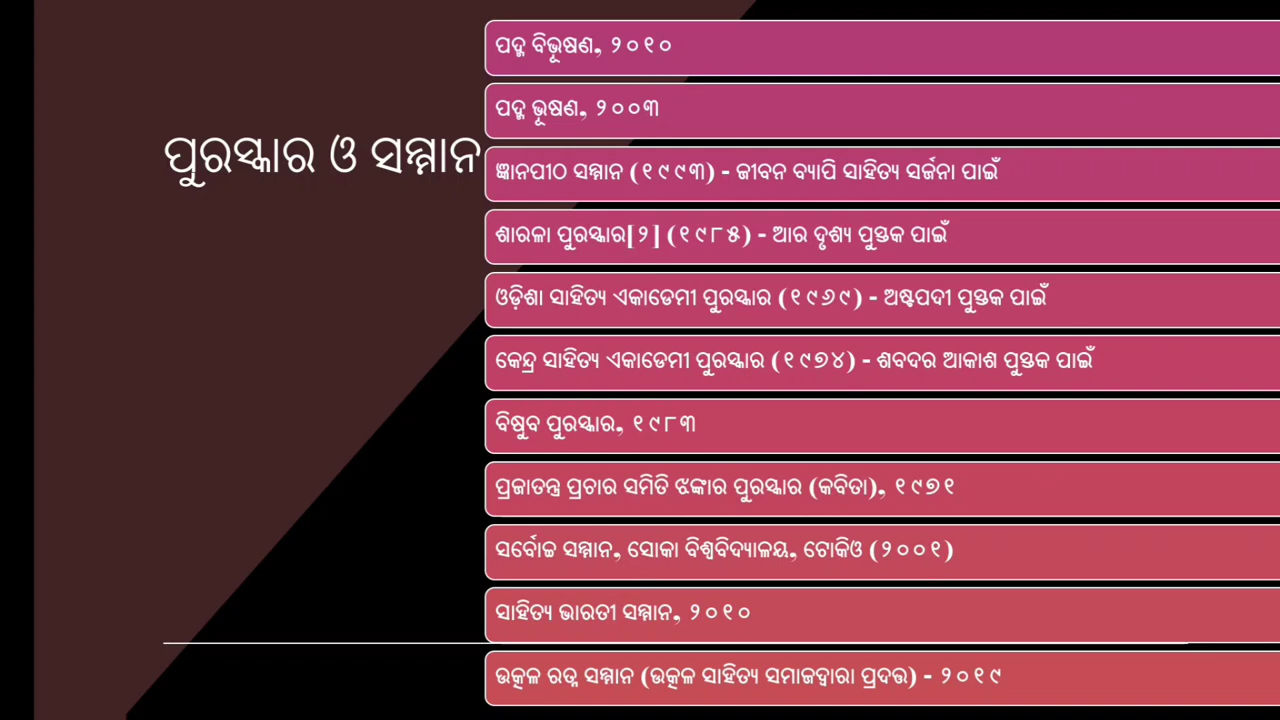 ପୁରସ୍କାର ଓ ସମ୍ମାନ
ପଦ୍ମ ବିଭୂଷଣ, ୨୦୧୦
ପଦ୍ମ ଭୂଷଣ, ୨୦୦୩
ଜ୍ଞାନପୀଠ ସମ୍ମାନ (୧୯୯୩) - ଜୀବନ ବ୍ୟାପି ସାହିତ୍ୟ ସର୍ଜନା ପାଇଁ
ଶାରଳା ପୁରସ୍କାର[୨] (୧୯୮୫) - ଆର ଦୃଶ୍ୟ ପୁସ୍ତକ ପାଇଁ
ଓଡ଼ିଶା ସାହିତ୍ୟ ଏକାଡେମୀ ପୁରସ୍କାର (୧୯୬୯) - ଅଷ୍ଟପଦୀ ପୁସ୍ତକ ପାଇଁ
କେନ୍ଦ୍ର ସାହିତ୍ୟ ଏକାଡେମୀ ପୁରସ୍କାର (୧୯୭୪) - ଶବଦର ଆକାଶ ପୁସ୍ତକ ପାଇଁ
ବିଷୁବ ପୁରସ୍କାର, ୧୯୮୩
ପ୍ରଜାତନ୍ତ୍ର ପ୍ରଚାର ସମିତି ଝଙ୍କାର ପୁରସ୍କାର (କବିତା), ୧୯୭୧
ସର୍ବୋଚ୍ଚ ସମ୍ମାନ, ସୋକା ବିଶ୍ୱବିଦ୍ୟାଳୟ, ଟୋକିଓ (୨୦୦୧)
ସାହିତ୍ୟ ଭାରତୀ ସମ୍ମାନ, ୨୦୧୦
ଉତ୍କଳ ରତ୍ନ ସମ୍ମାନ (ଉତ୍କଳ ସାହିତ୍ୟ ସମାଜଦ୍ୱାରା ପ୍ରଦତ୍ତ) - ୨୦୧୯